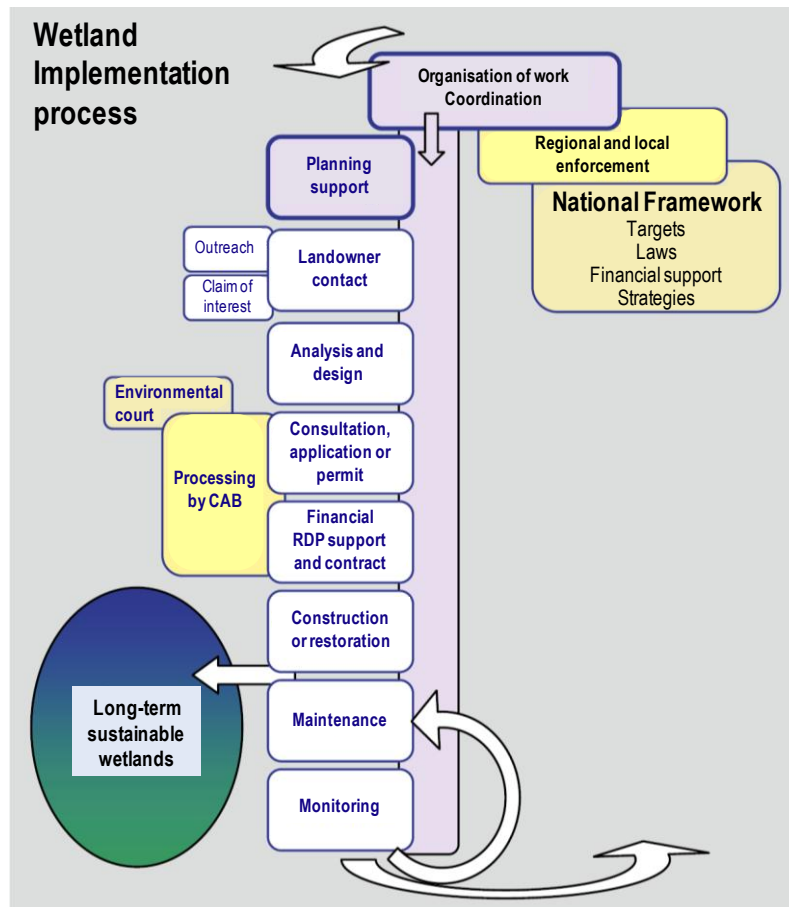 Wetland
Implementation
process
Organisation of work
Coordination
Regional and local
enforcement
National Framework
Targets
Laws
Financial support
Strategies
Planning
support
Outreach
Claim of
interest
Landowner
contact
Analysis and
design
Environmental
court
Processing
by CAB
Consultation,
application or
permit
Financial
RDP support
and contract
Construction
or restoration
Long-term
sustainable
wetlands
Maintenance
Monitoring